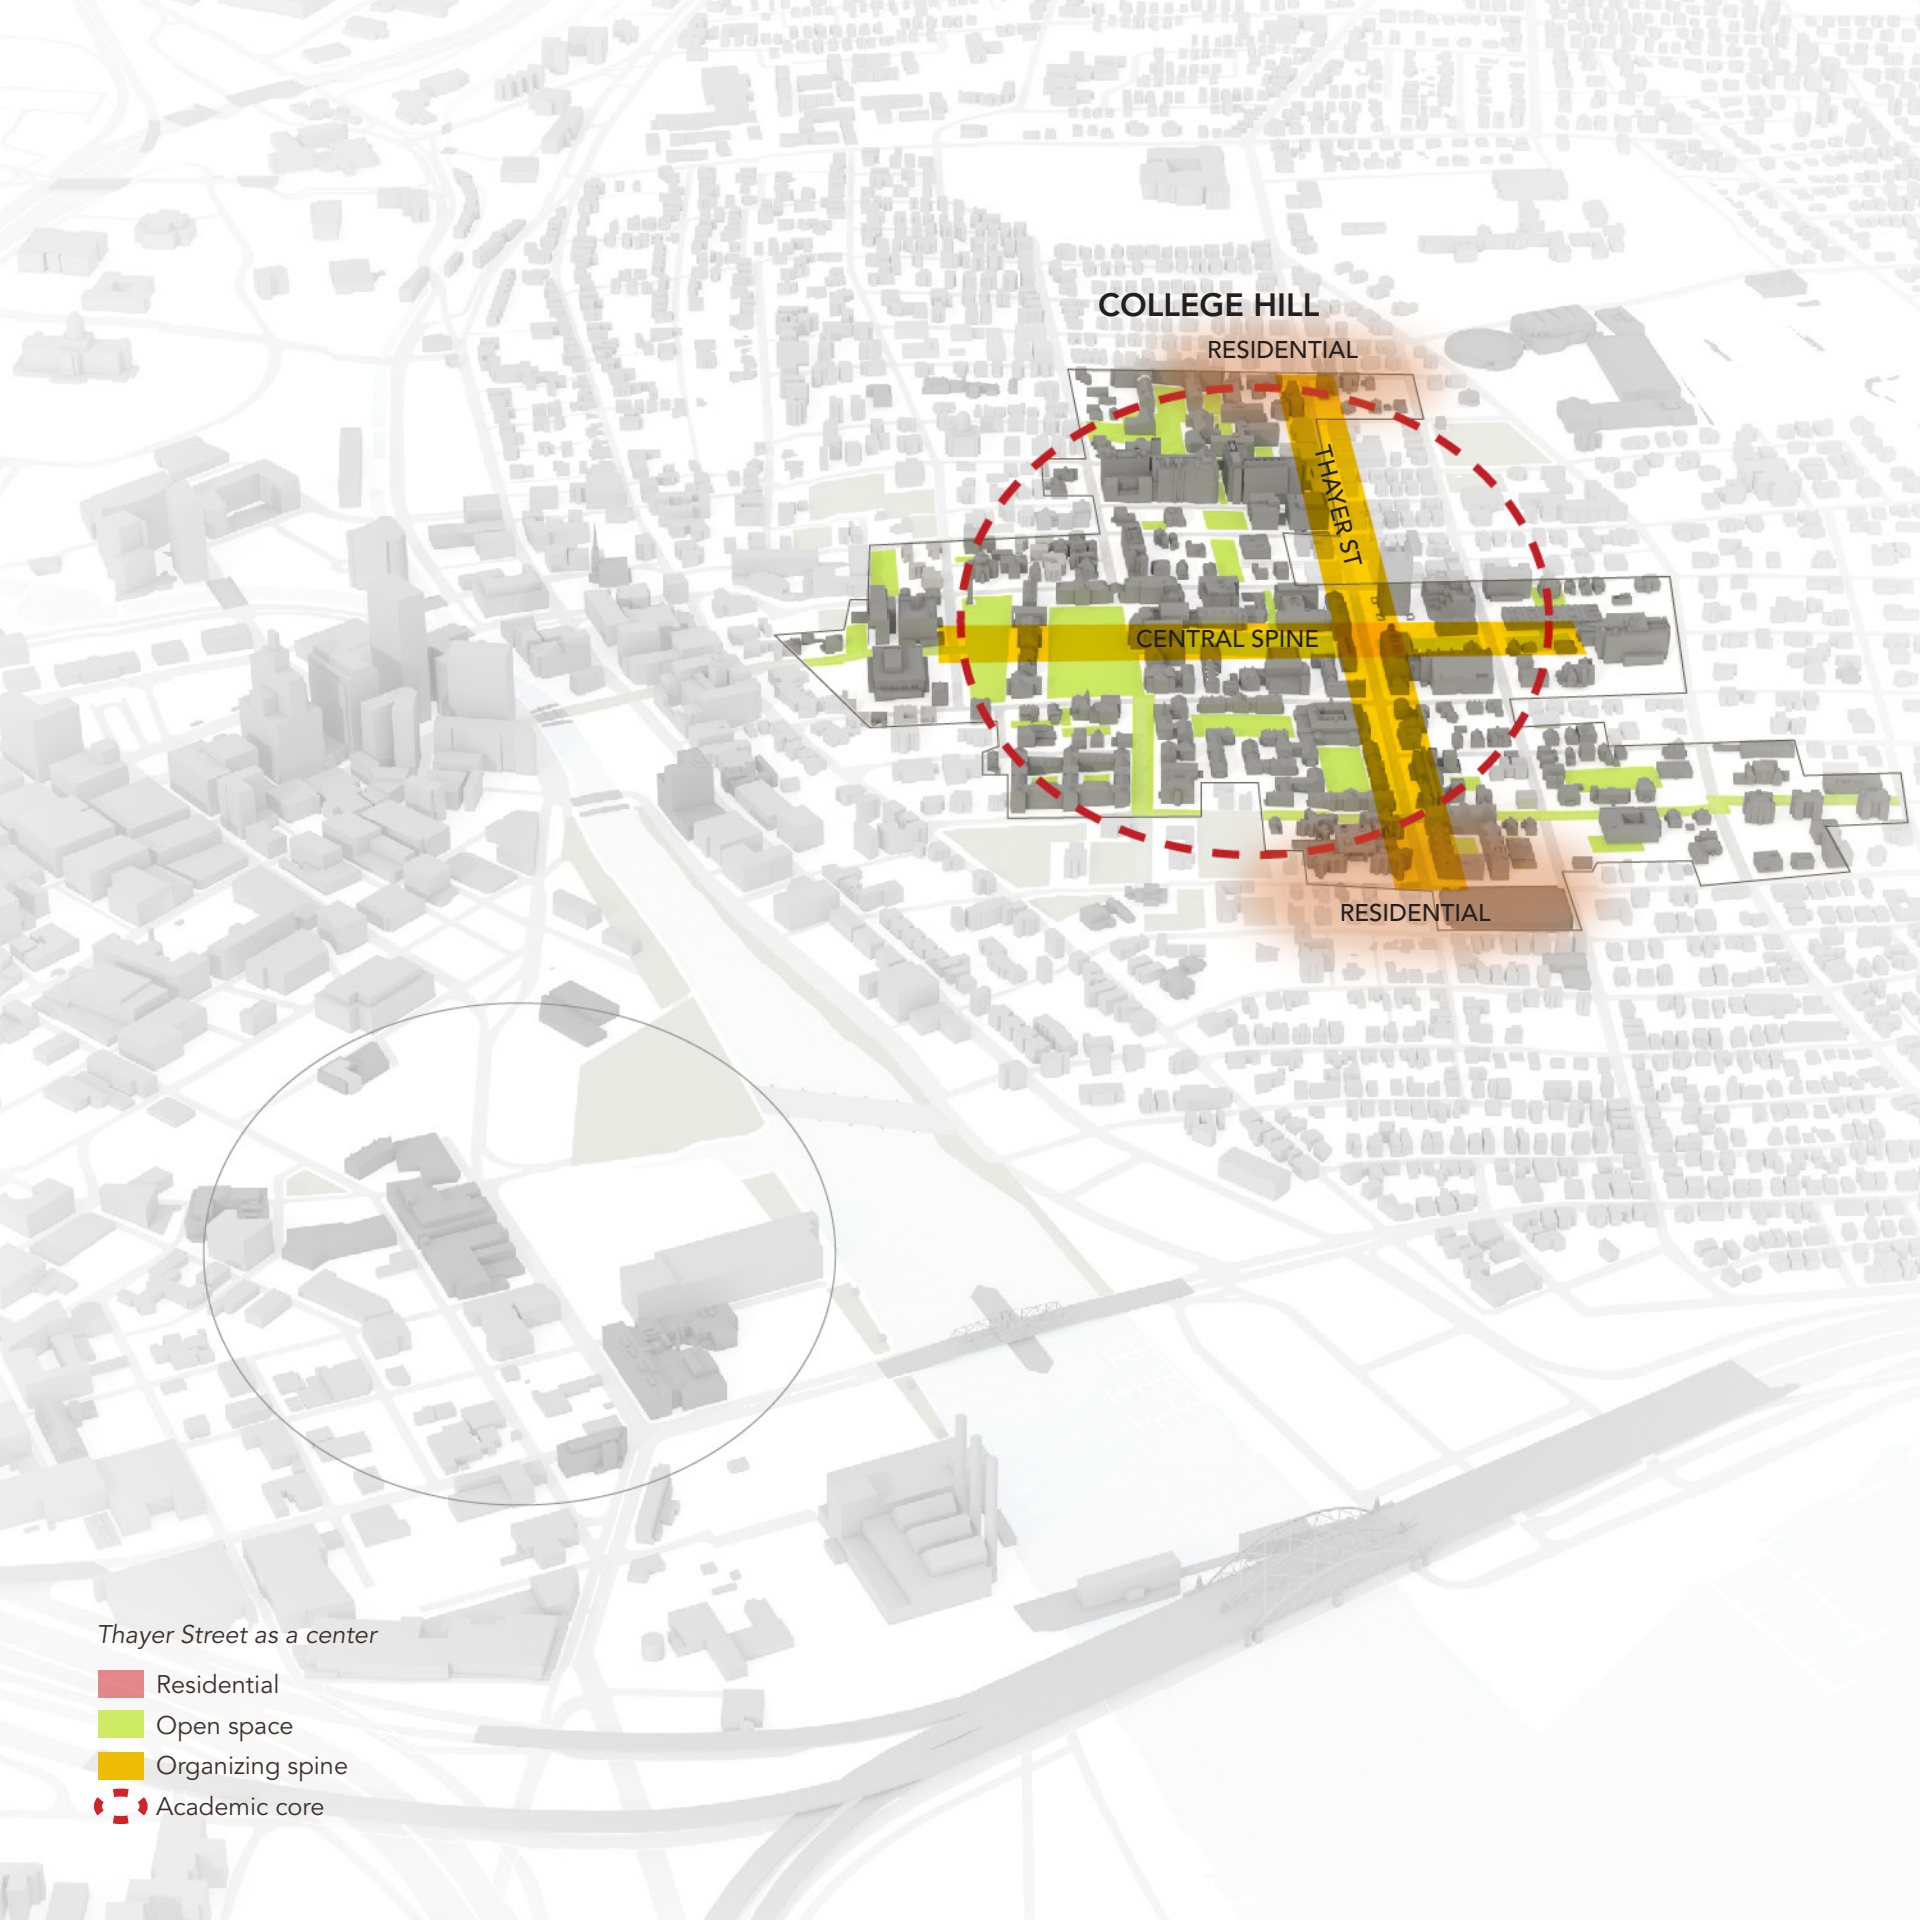 COLLEGE HILL
RESIDENTIAL
THAYER ST
CENTRAL SPINE
RESIDENTIAL
Thayer Street as a center
Residential
Open space
Organizing spine
Academic core